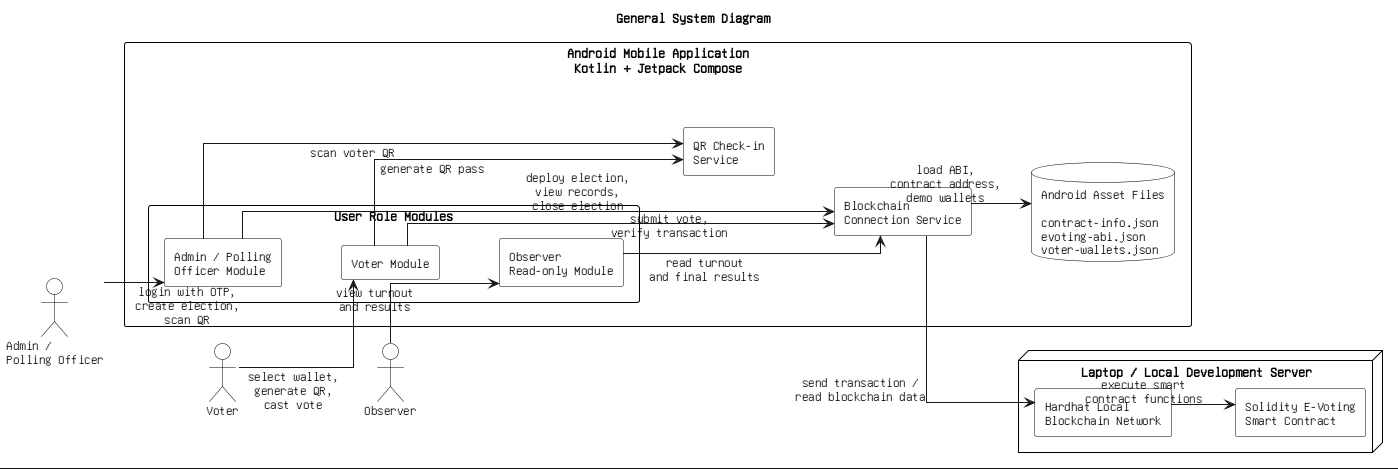 General System Diagram
Android Mobile Application
Kotlin + Jetpack Compose
QR Check-in
Service
scan voter QR
generate QR pass
deploy election,
view records,
close election
load ABI,
contract address,
demo wallets
Blockchain
Connection Service
Android Asset Files
contract-info.json
evoting-abi.json
voter-wallets.json
User Role Modules
submit vote,
verify transaction
Admin / Polling
Officer Module
Voter Module
Observer
Read-only Module
read turnout
and final results
login with OTP,
create election,
scan QR
view turnout
and results
Admin /
Polling Officer
select wallet,
generate QR,
cast vote
Voter
Observer
send transaction /
read blockchain data
Laptop / Local Development Server
execute smart
contract functions
Hardhat Local
Blockchain Network
Solidity E-Voting
Smart Contract